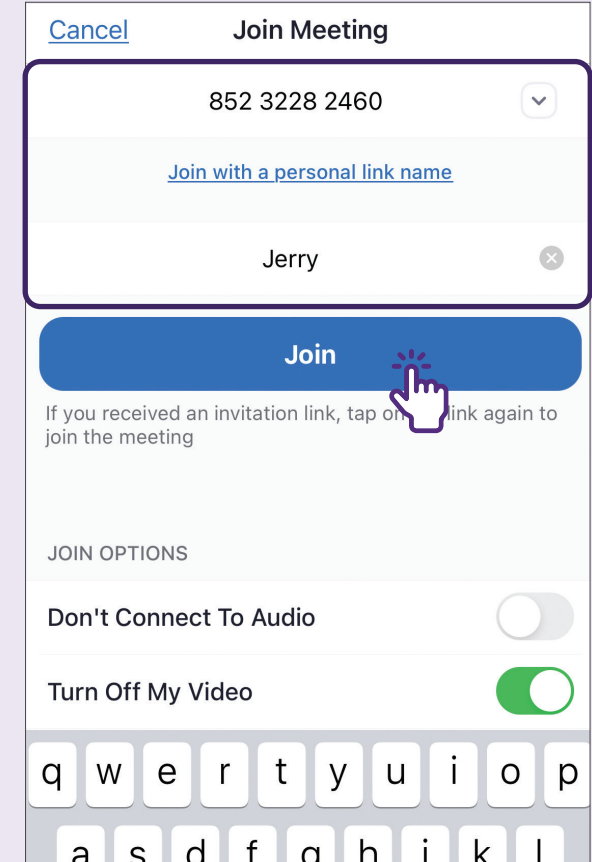 Cancel Join Meeting
852 3228 2460
Join with a personal link name
Jerry
Join
If you received an invitation link, tap on link again to
join the meeting
JOIN OPTIONS
Don't Connect To Audio
Turn Off My Video
q w e r t y u i o p
a s d f g h j k l